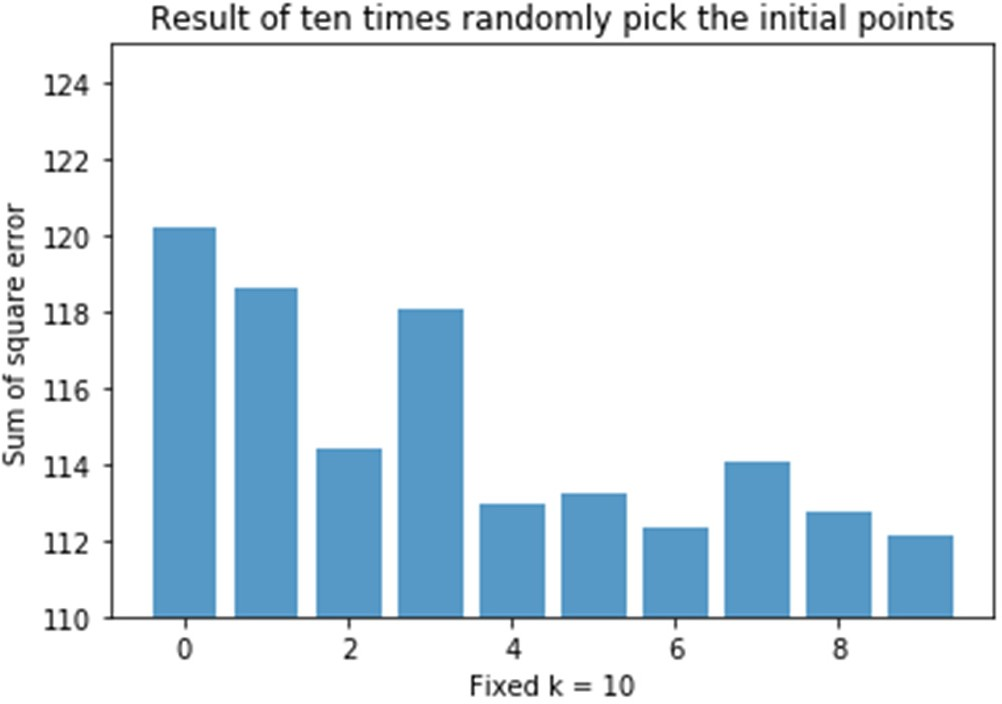 Result of ten times randomly pick the initial points
Sum of square error
124
122
120
118
116
114
112
110
0 2 4 6 8
Fixed k = 10